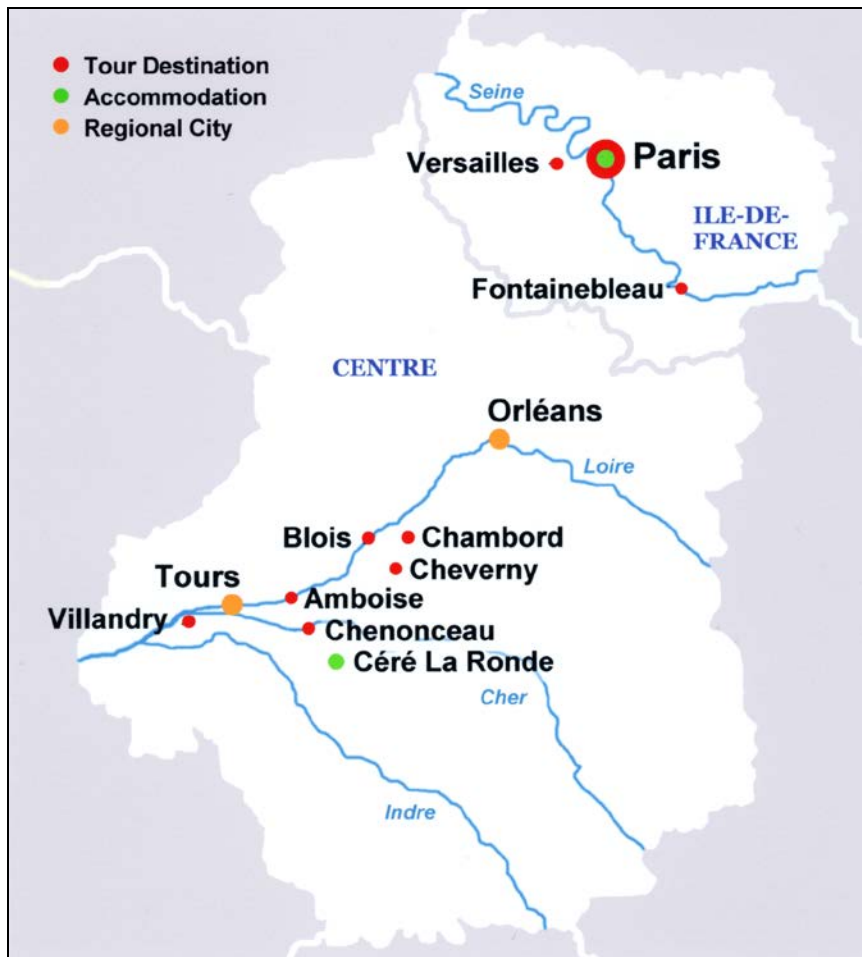 Tour Destination
Accommodation
Regional City
Seine
Versailles
Paris
ILE-DE-
FRANCE
Fontainebleau
CENTRE
Orléans
Loire
Blois
Chambord
Cheverny
Tours
Amboise
Villandry
Chenonceau
Céré La Ronde
Cher
Indre